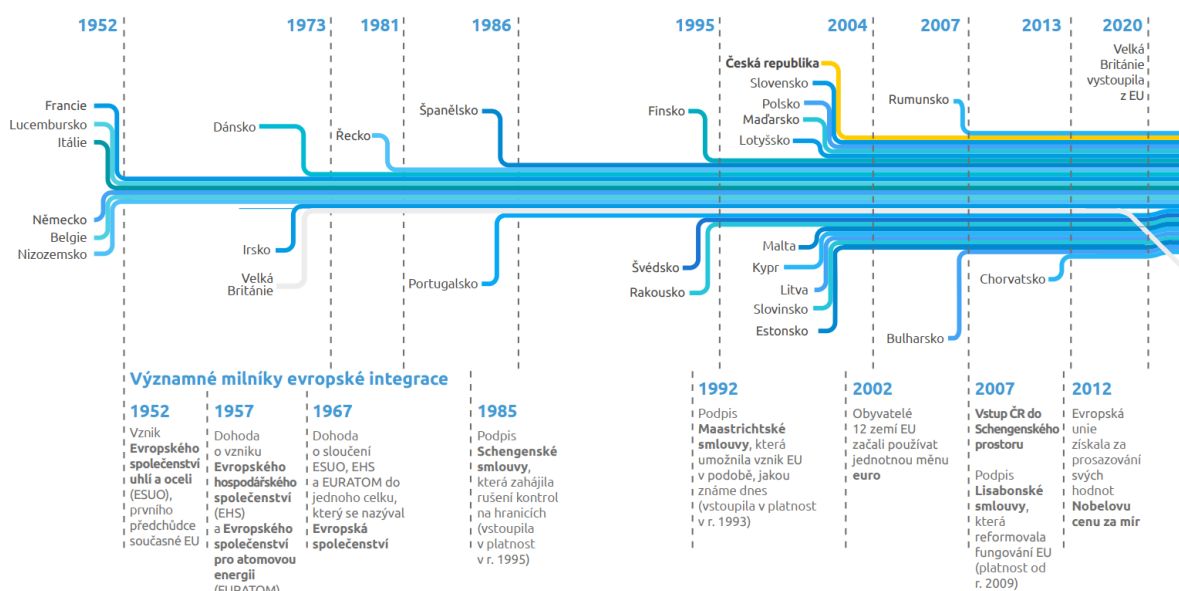 1952
1973
1981
1986
1995
2004
2007
2013
2020
Velká
Británie
vystoupila
z EU
Česká republika
Slovensko
Polsko
Maďarsko
Lotyšsko
Rumunsko
Francie
Lucembursko
Itálie
Dánsko
Řecko
Španělsko
Finsko
Německo
Belgie
Nizozemsko
Irsko
Velká
Británie
Portugalsko
Švédsko
Rakousko
Malta
Kypr
Litva
Slovinsko
Estonsko
Bulharsko
Chorvatsko
Významné milníky evropské integrace
1952
Vznik
Evropského
společenství
uhlí a oceli
(ESUO),
prvního
předchůdce
současné EU
1957
Dohoda
o vzniku
Evropského
hospodářského
společenství
(EHS)
a Evropského
společenství
pro atomovou
energii
(EURATOM)
1967
Dohoda
o sloučení
ESUO, EHS
a EURATOM do
jednoho celku,
který se nazýval
Evropská
společenství
1985
Podpis
Schengenské
smlouvy,
která zahájila
rušení kontrol
na hranicích
(vstoupila
v platnost
v r. 1995)
1992
Podpis
Maastrichtské
smlouvy, která
umožnila vznik EU
v podobě, jakou
známe dnes
(vstoupila v platnost
v r. 1993)
2002
Obyvatelé
12 zemí EU
začali používat
jednotnou měnu
euro
2007
Vstup ČR do
Schengenského
prostoru
Podpis
Lisabonské
smlouvy,
která
reformovala
fungování EU
(platnost od
r. 2009)
2012
Evropská
unie
získala za
prosazování
svých
hodnot
Nobelovu
cenu za mír